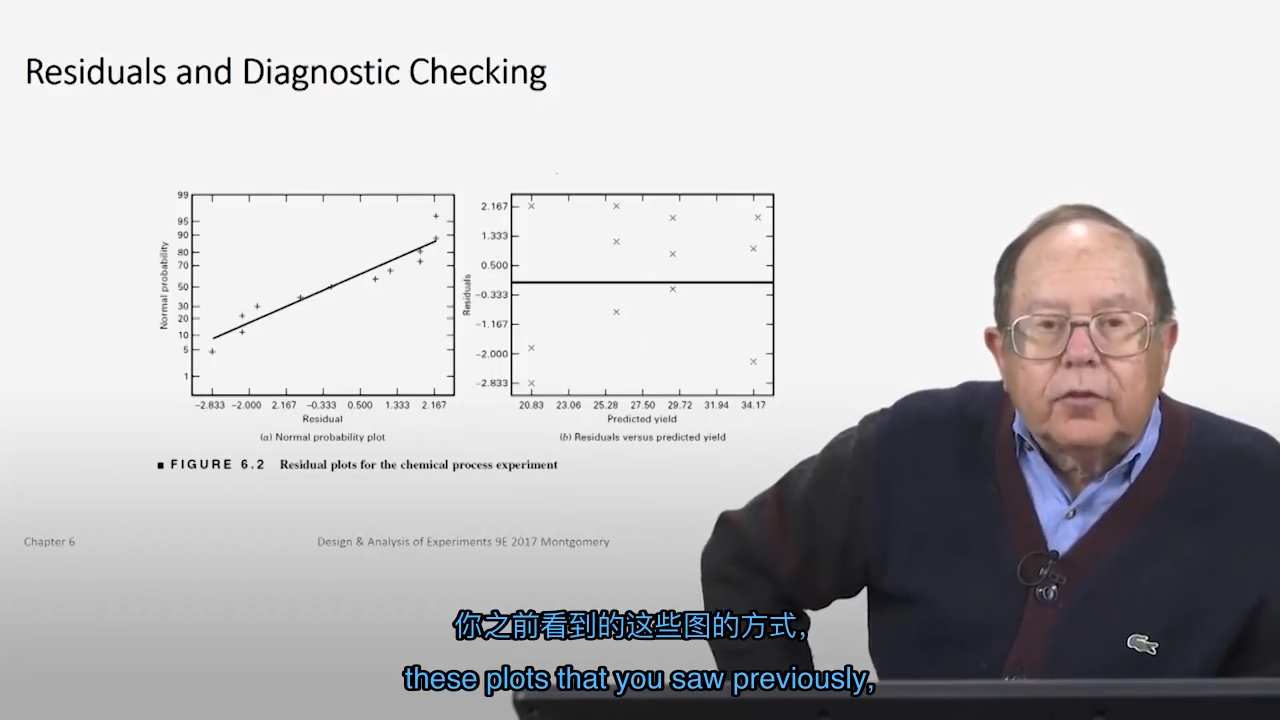 Residuals and Diagnostic Checking
99
95
90
80
70
50
30
20
10
5
1
Normal probability
−2.833 −2.000 2.167 −0.333 0.500 1.333 2.167
Residual
(a) Normal probability plot
2.167
1.333
0.500
−0.333
−1.167
−2.000
−2.833
Residuals
20.83 23.06 25.28 27.50 29.72 31.94 34.17
Predicted yield
(b) Residuals versus predicted yield
■ FIGURE 6.2 Residual plots for the chemical process experiment
Chapter 6
Design & Analysis of Experiments 9E 2017 Montgomery
你之前看到的这些图的方式，
these plots that you saw previously,